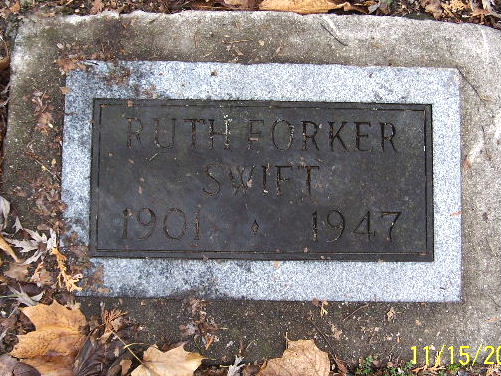 RUTH FORKER
SWIFT
1901 ♦ 1947
11/15/20